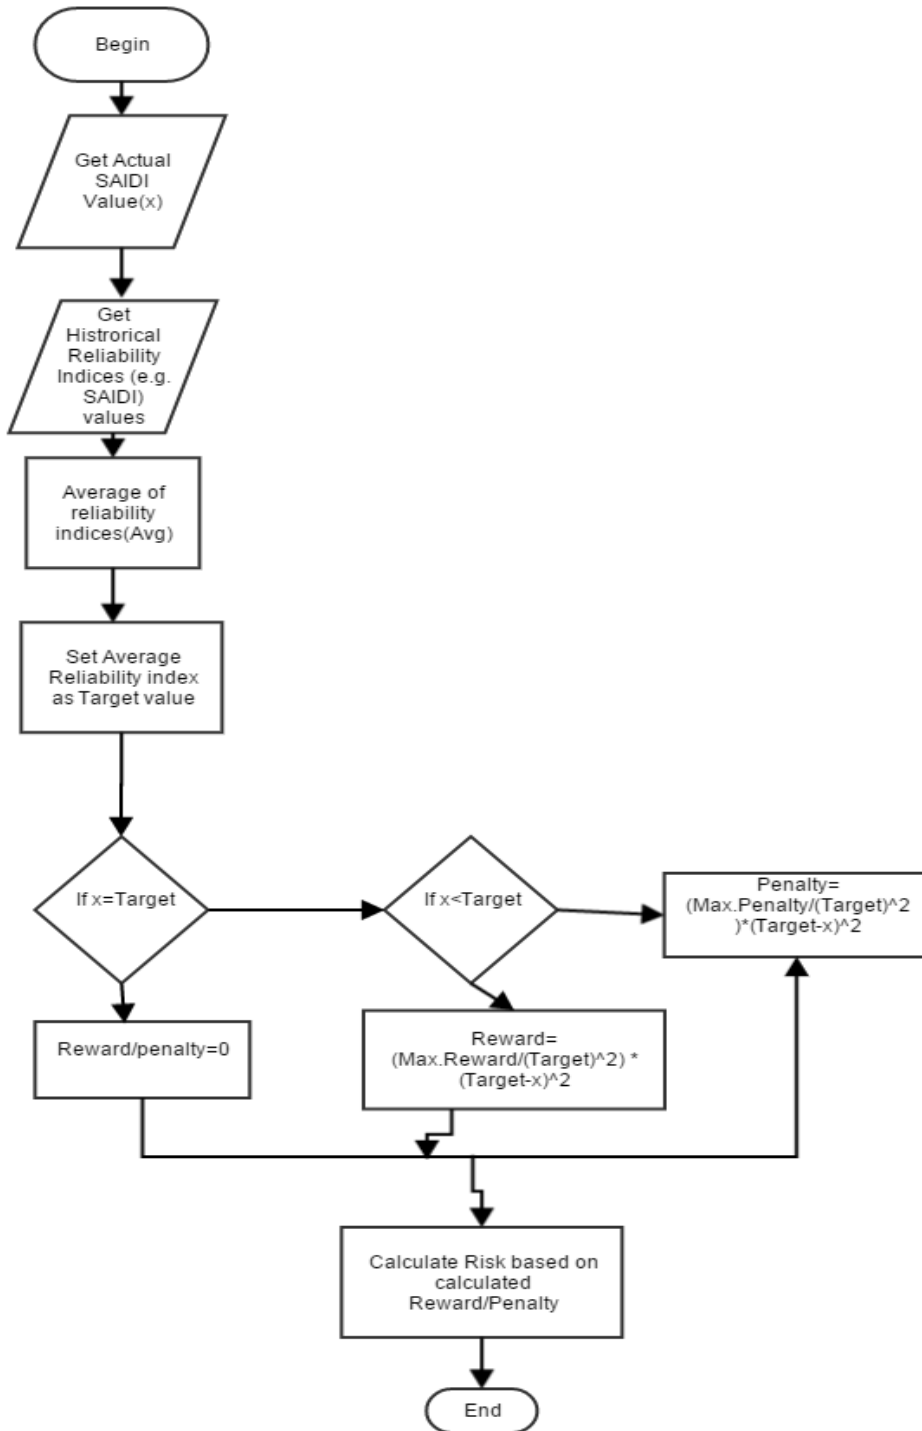 Begin
Get Actual
SAIDI
Value(x)
Get
Histrorical
Reliability
Indices (e.g.
SAIDI)
values
Average of
reliability
indices(Avg)
Set Average
Reliability index
as Target value
If x=Target
If x<Target
Penalty=
(Max.Penalty/(Target)^2
)*(Target-x)^2
Reward/penalty=0
Reward=
(Max.Reward/(Target)^2) *
(Target-x)^2
Calculate Risk based on
calculated
Reward/Penalty
End